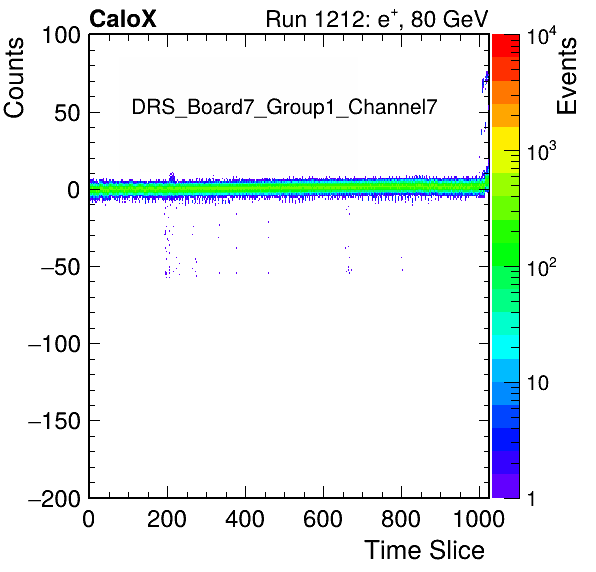 CaloX Run 1212: e⁺, 80 GeV
Counts
Events
DRS_Board7_Group1_Channel7
100
50
0
−50
−100
−150
−200
0 200 400 600 800 1000
Time Slice
10⁴
10³
10²
10
1